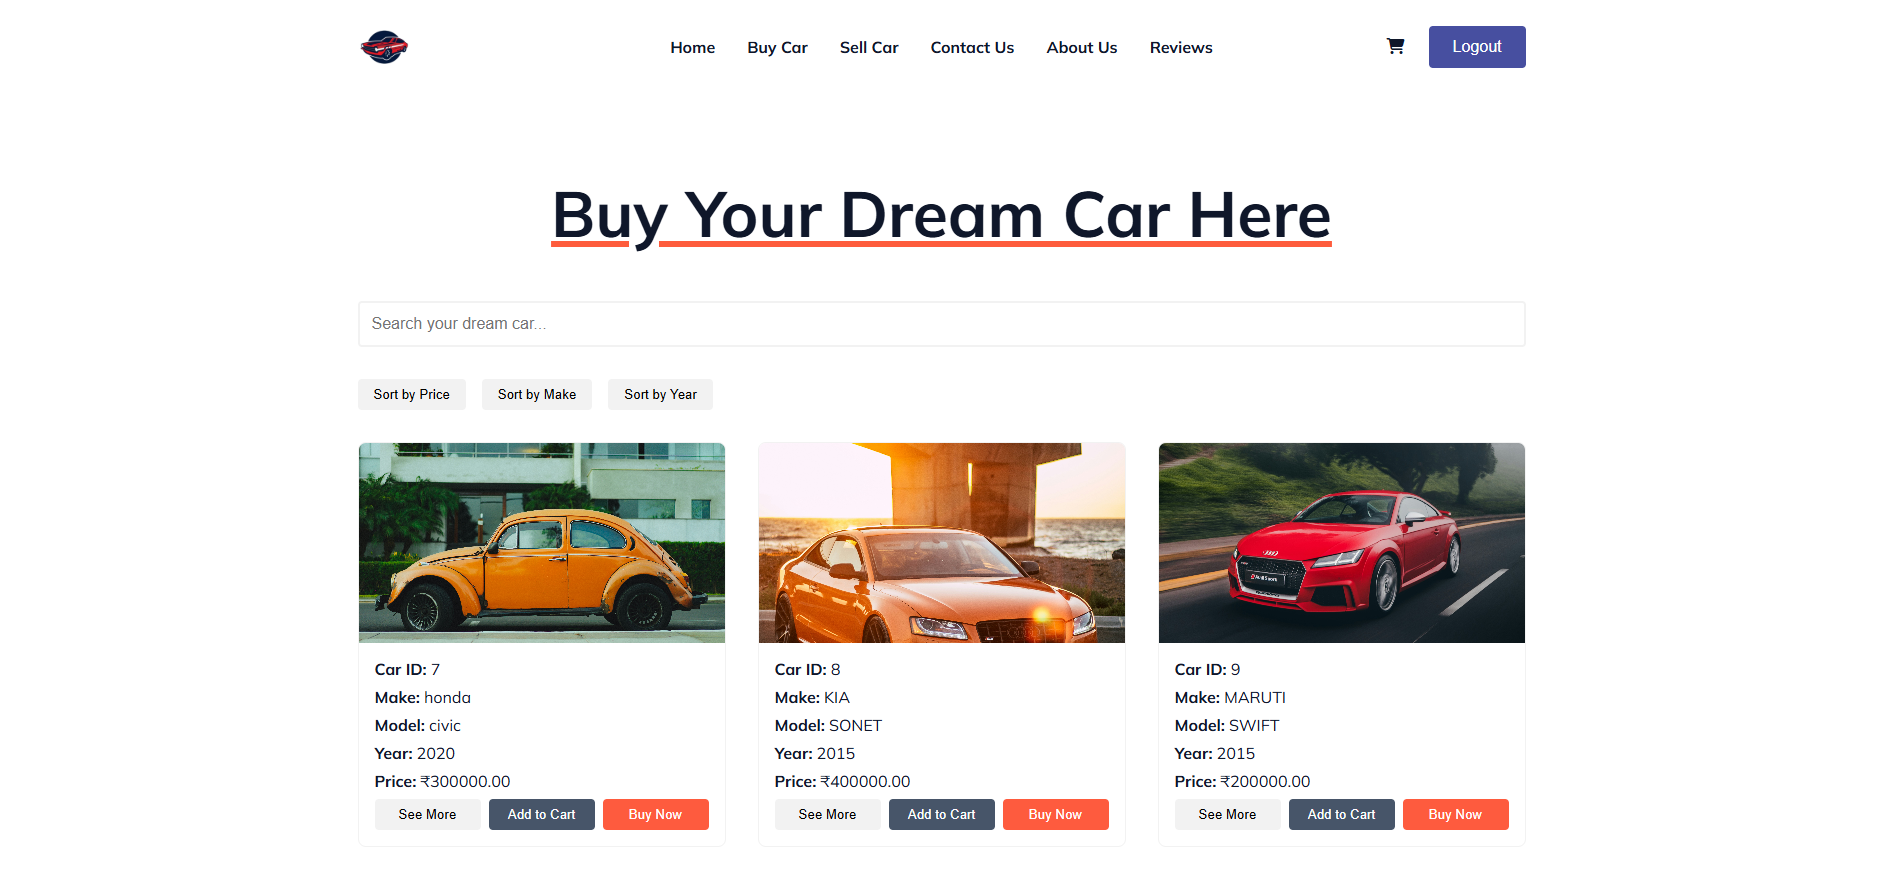 Home Buy Car Sell Car Contact Us About Us Reviews Logout
Buy Your Dream Car Here
Search your dream car...
Sort by Price Sort by Make Sort by Year
Car ID: 7
Make: honda
Model: civic
Year: 2020
Price: ₹300000.00
See More Add to Cart Buy Now
Car ID: 8
Make: KIA
Model: SONET
Year: 2015
Price: ₹400000.00
See More Add to Cart Buy Now
Audi Sport
Car ID: 9
Make: MARUTI
Model: SWIFT
Year: 2015
Price: ₹200000.00
See More Add to Cart Buy Now